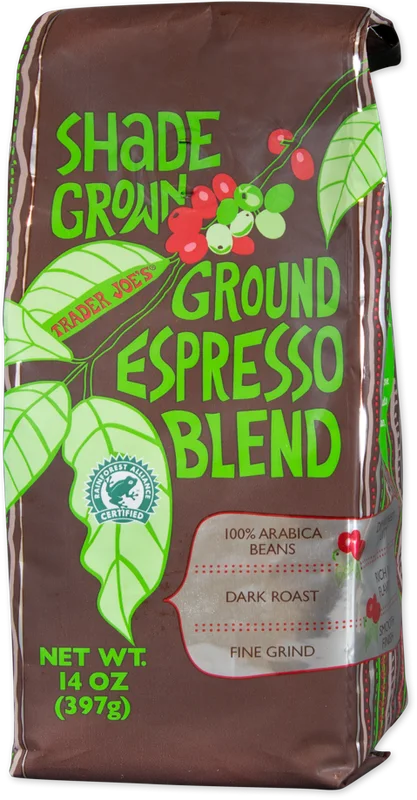 SHADE
GROWN
TRADER JOE'S®
GROUND
ESPRESSO
BLEND
RAINFOREST ALLIANCE
CERTIFIED
100% ARABICA
BEANS
DARK ROAST
FINE GRIND
NET WT.
14 OZ
(397g)